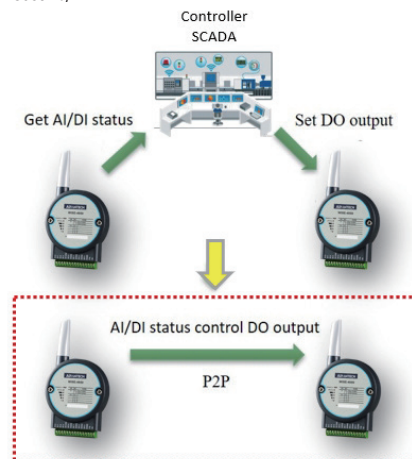 Controller
SCADA
Get AI/DI status
Set DO output
AI/DI status control DO output
P2P